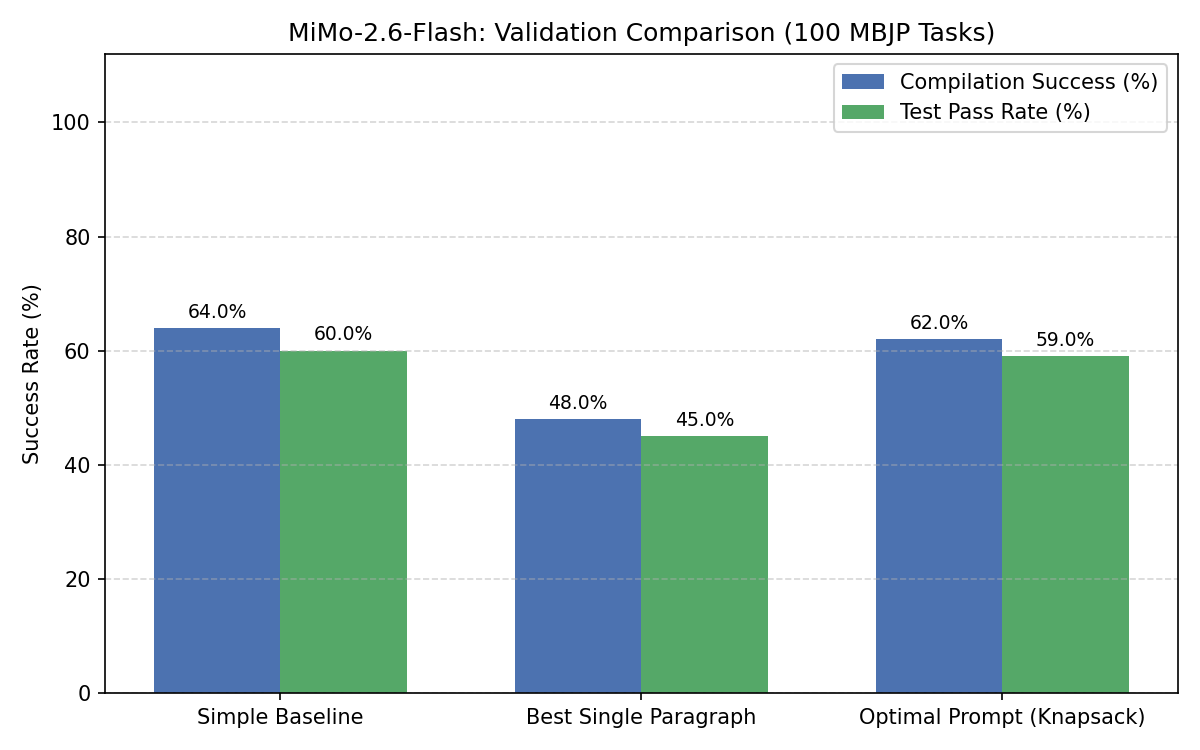 MiMo-2.6-Flash: Validation Comparison (100 MBJP Tasks)
Compilation Success (%)
Test Pass Rate (%)
Success Rate (%)
100
80
60
40
20
0
64.0%
60.0%
48.0%
45.0%
62.0%
59.0%
Simple Baseline
Best Single Paragraph
Optimal Prompt (Knapsack)